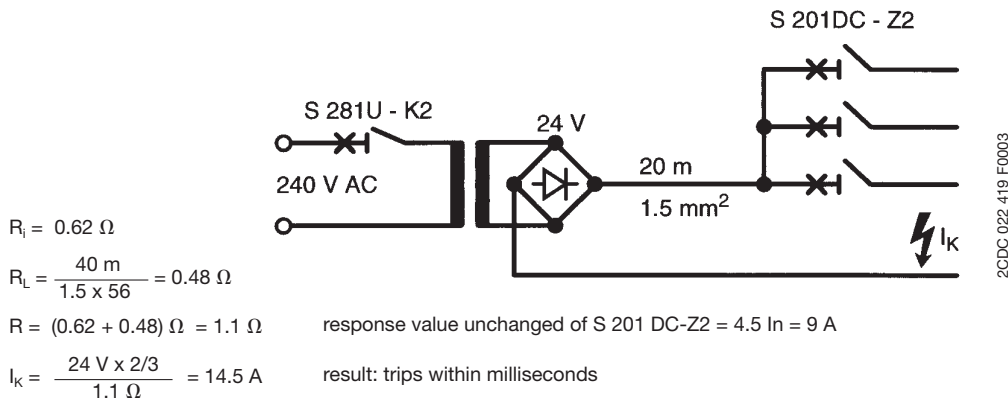 S 201DC - Z2
S 281U - K2
24 V
240 V AC
20 m
1.5 mm²
I_K
2CDC 022 419 F0003
R_i = 0.62 Ω
R_L = 40 m / 1.5 x 56 = 0.48 Ω
R = (0.62 + 0.48) Ω = 1.1 Ω response value unchanged of S 201 DC-Z2 = 4.5 In = 9 A
I_K = 24 V x 2/3 / 1.1 Ω = 14.5 A result: trips within milliseconds